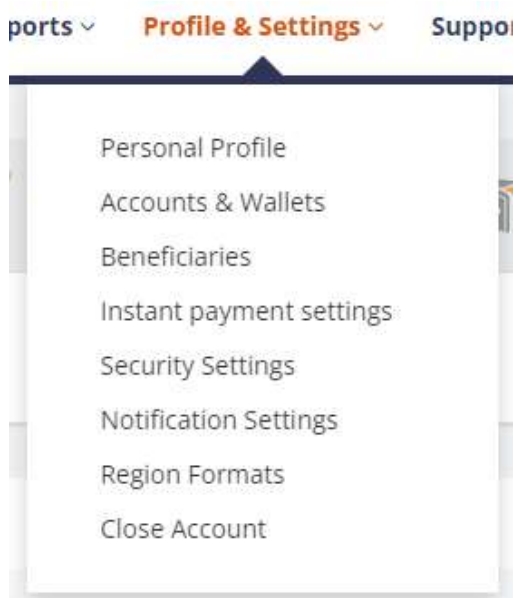 ports Profile & Settings Suppor
Personal Profile
Accounts & Wallets
Beneficiaries
Instant payment settings
Security Settings
Notification Settings
Region Formats
Close Account